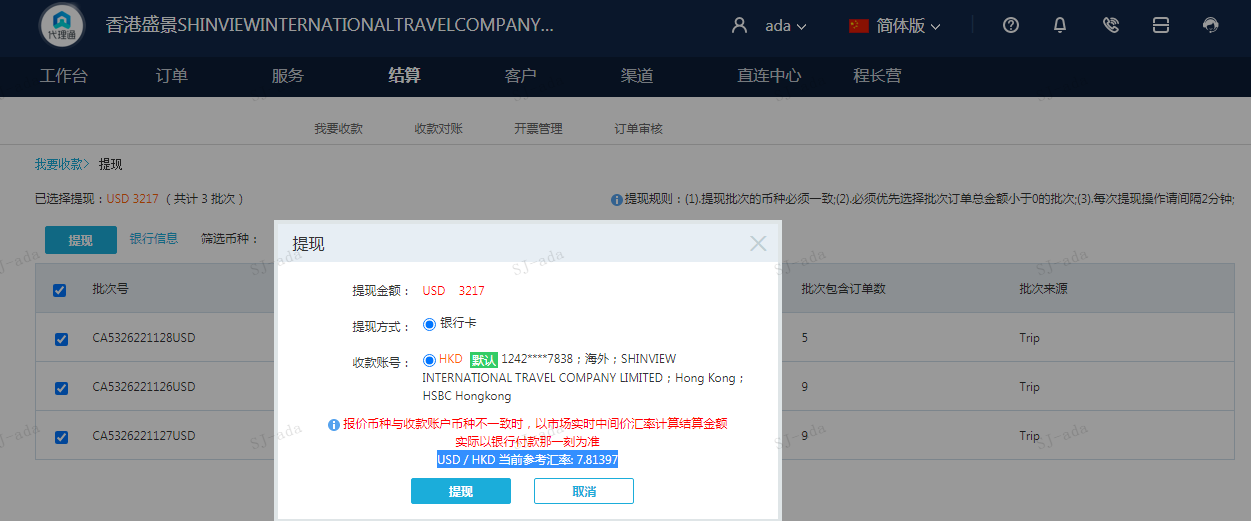 代理通
香港盛景SHINVIEWINTERNATIONALTRAVELCOMPANY...
ada
简体版
工作台
订单
服务
结算
客户
渠道
直连中心
程长营
我要收款
收款对账
开票管理
订单审核
我要收款> 提现
已选择提现：USD 3217 （共计 3 批次）
提现规则：(1).提现批次的币种必须一致;(2).必须优先选择批次订单总金额小于0的批次;(3).每次提现操作请间隔2分钟;
提现
银行信息
筛选币种：
批次号
批次包含订单数
批次来源
CA5326221128USD
5
Trip
CA5326221126USD
9
Trip
CA5326221127USD
9
Trip
提现
提现金额： USD 3217
提现方式： 银行卡
收款账号： HKD 默认 1242****7838；海外；SHINVIEW
INTERNATIONAL TRAVEL COMPANY LIMITED；Hong Kong；
HSBC Hongkong
报价币种与收款账户币种不一致时，以市场实时中间价汇率计算结算金额
实际以银行付款那一刻为准
USD / HKD 当前参考汇率: 7.81397
提现
取消
SJ-ada
SJ-ada
SJ-ada
SJ-ada
SJ-ada
SJ-ada